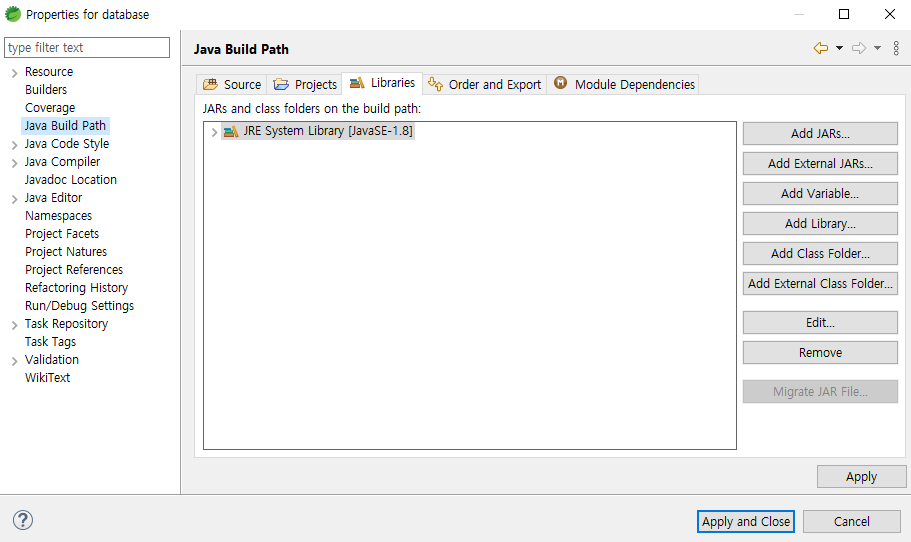 Properties for database
type filter text
Resource
Builders
Coverage
Java Build Path
Java Code Style
Java Compiler
Javadoc Location
Java Editor
Namespaces
Project Facets
Project Natures
Project References
Refactoring History
Run/Debug Settings
Task Repository
Task Tags
Validation
WikiText
Java Build Path
Source Projects Libraries Order and Export M Module Dependencies
JARs and class folders on the build path:
JRE System Library [JavaSE-1.8]
Add JARs...
Add External JARs...
Add Variable...
Add Library...
Add Class Folder...
Add External Class Folder...
Edit...
Remove
Migrate JAR File...
Apply
?
Apply and Close Cancel